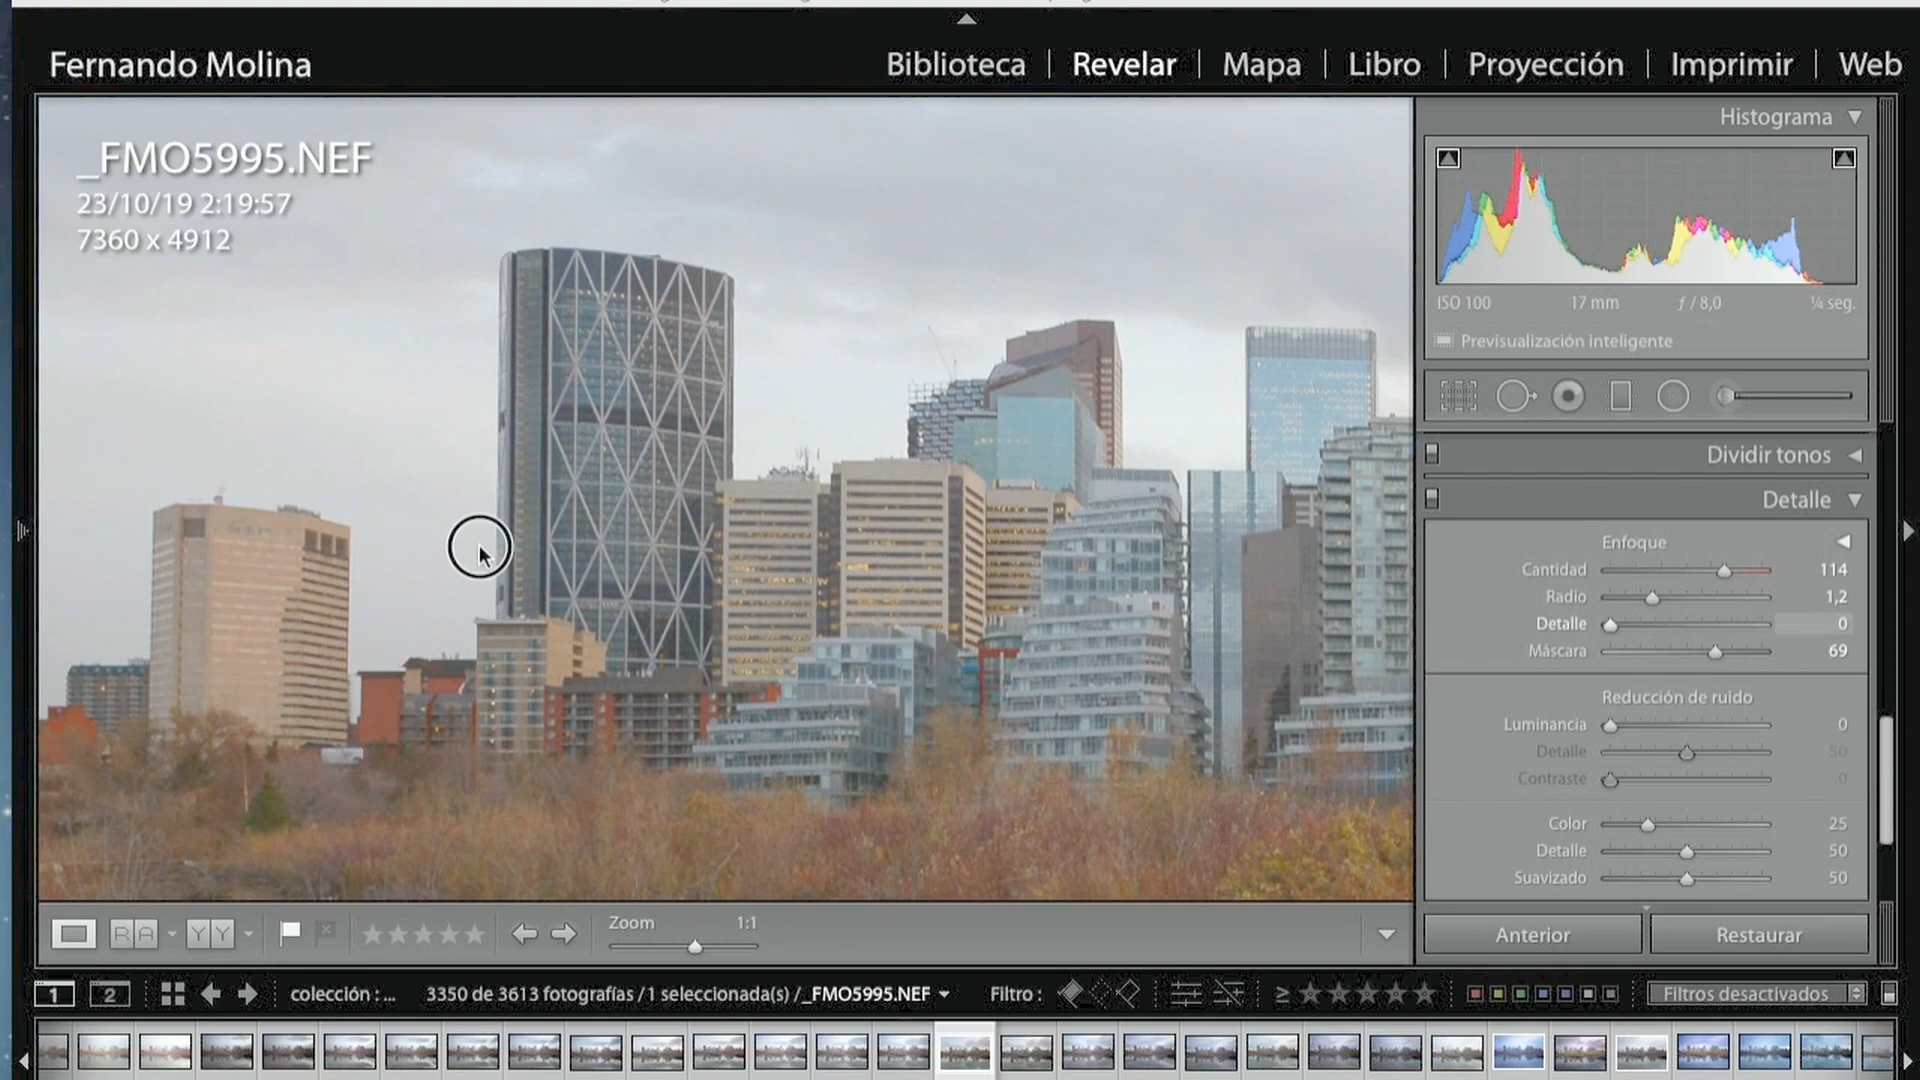 Fernando Molina
Biblioteca | Revelar | Mapa | Libro | Proyección | Imprimir | Web
_FMO5995.NEF
23/10/19 2:19:57
7360 x 4912
Histograma
ISO 100 17 mm ƒ / 8,0 ¼ seg.
Previsualización inteligente
Dividir tonos
Detalle
Enfoque
Cantidad 114
Radio 1,2
Detalle 0
Máscara 69
Reducción de ruido
Luminancia 0
Detalle 50
Contraste 0
Color 25
Detalle 50
Suavizado 50
R A Y Y Zoom 1:1
Anterior Restaurar
1 2 colección : ... 3350 de 3613 fotografías / 1 seleccionada(s) / _FMO5995.NEF Filtro : ≥ Filtros desactivados